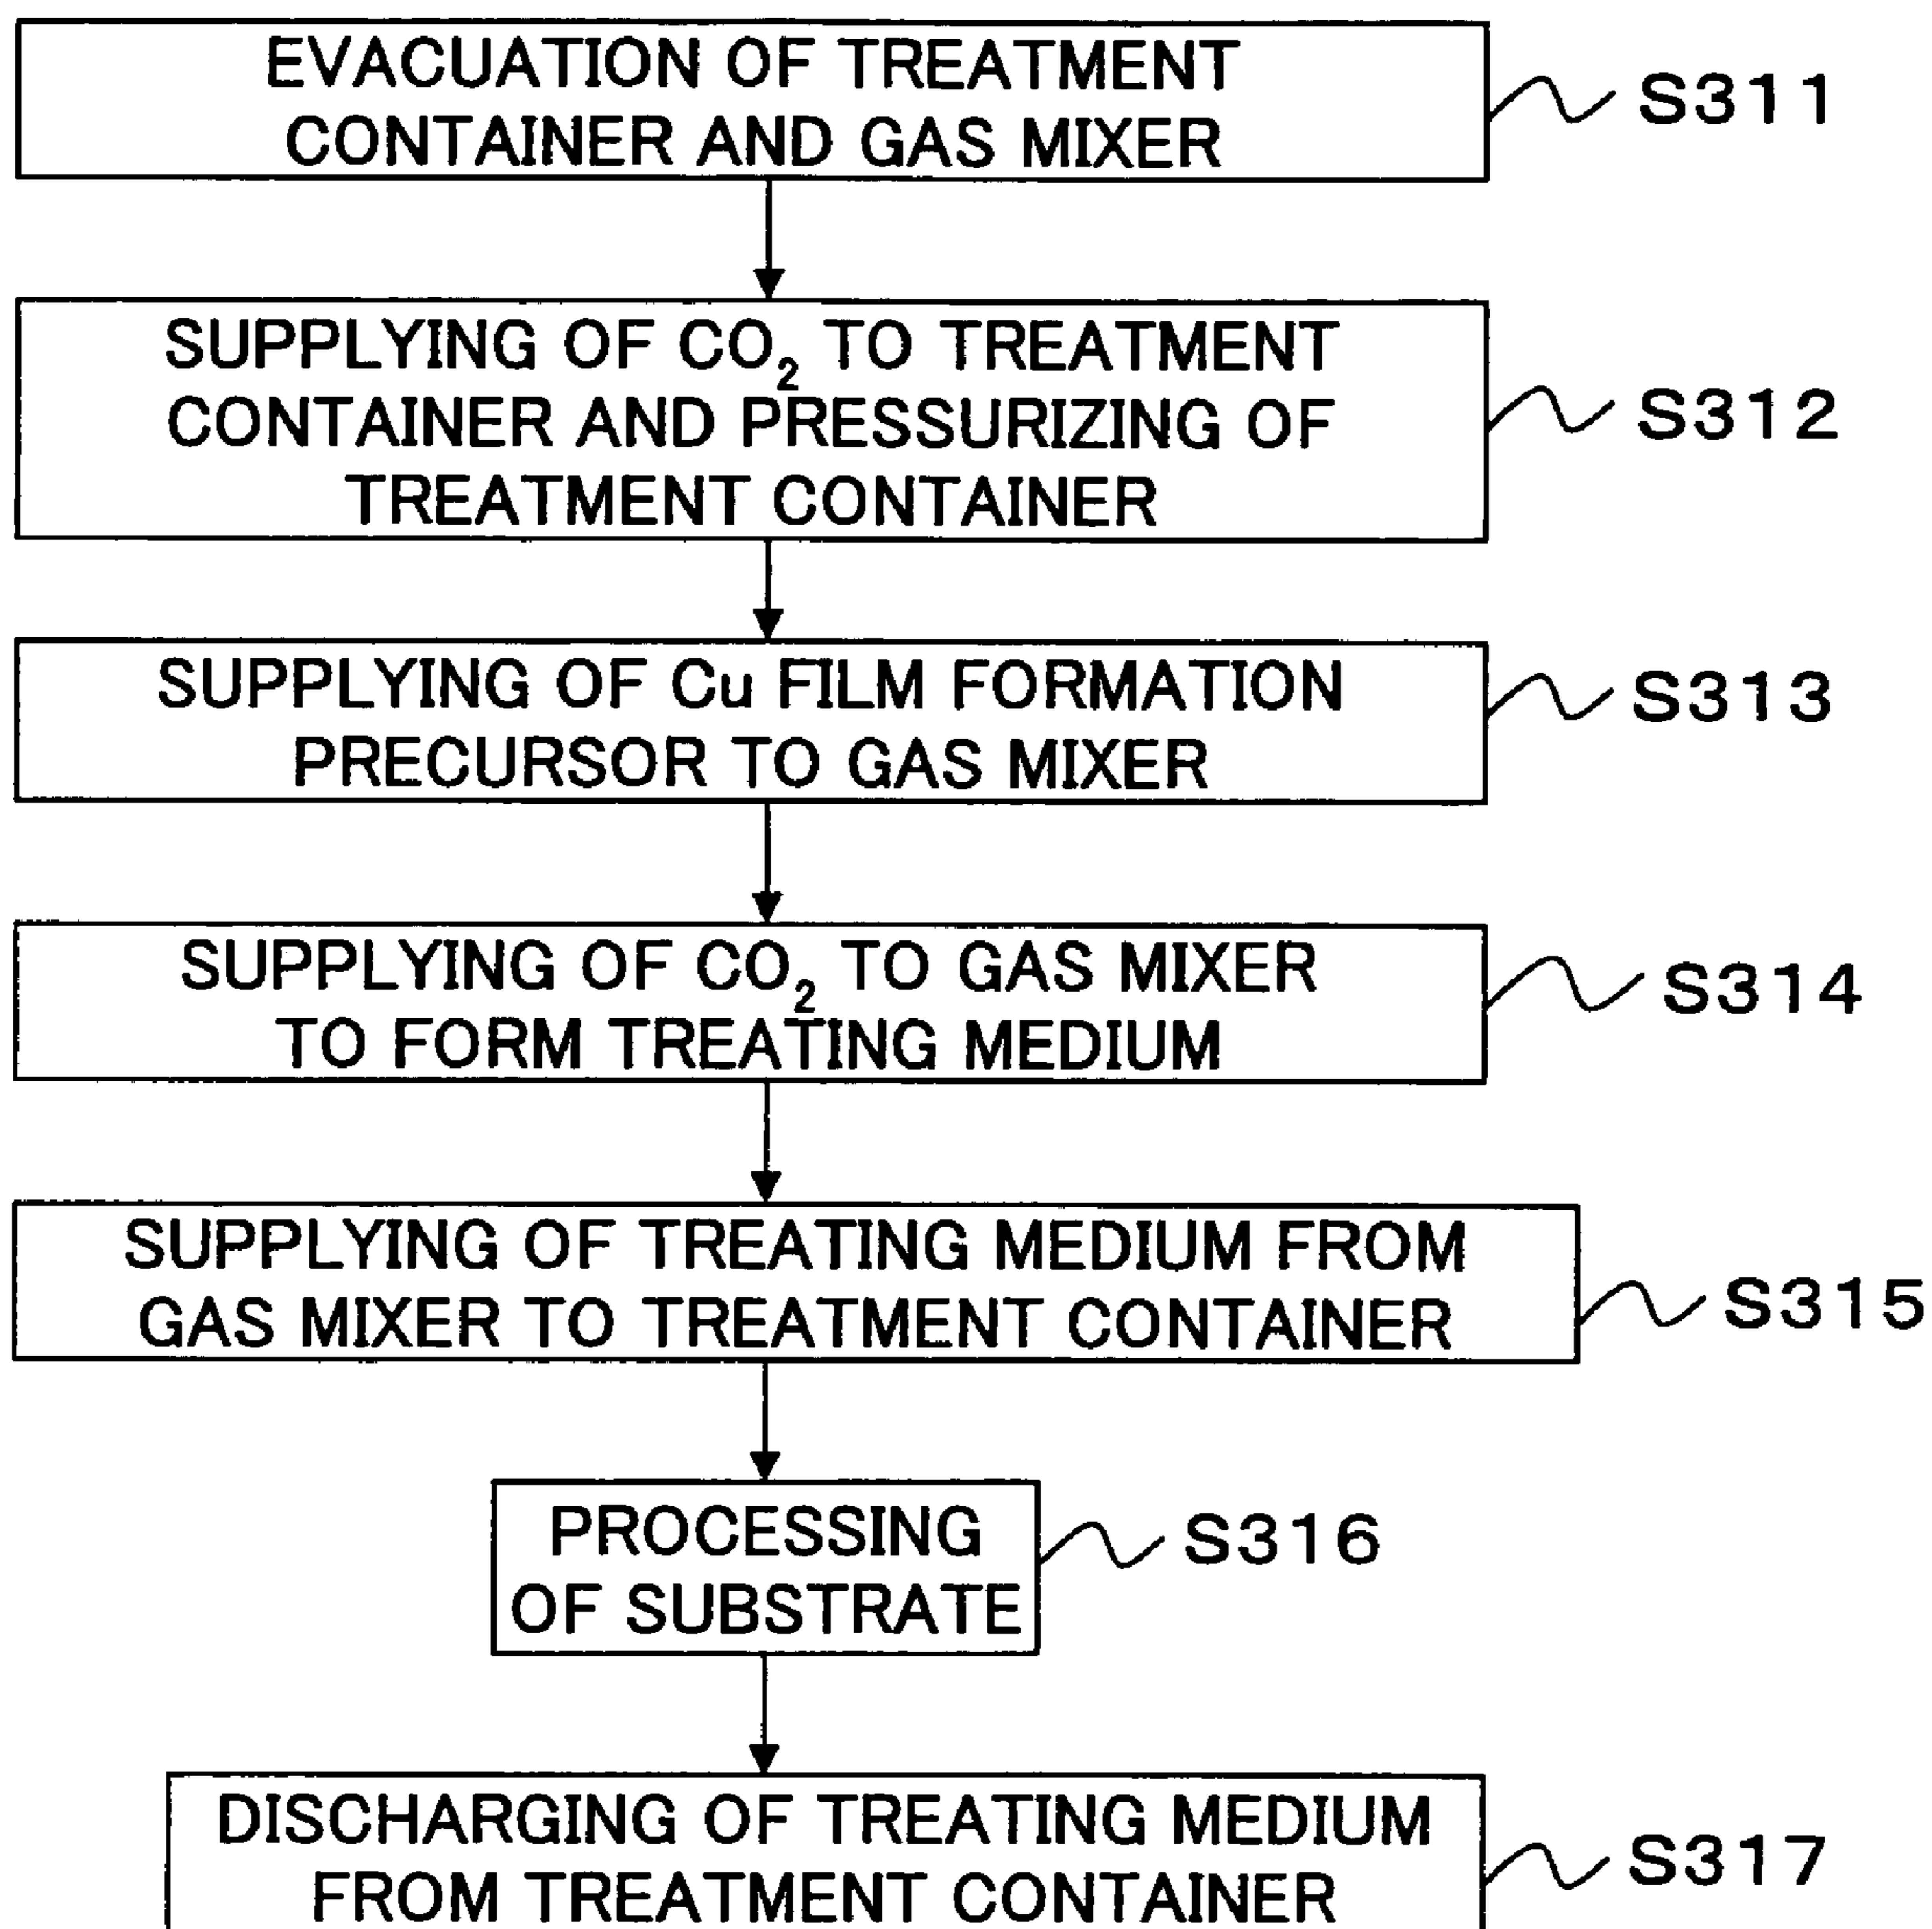 EVACUATION OF TREATMENT
CONTAINER AND GAS MIXER
S311
SUPPLYING OF CO₂ TO TREATMENT
CONTAINER AND PRESSURIZING OF
TREATMENT CONTAINER
S312
SUPPLYING OF Cu FILM FORMATION
PRECURSOR TO GAS MIXER
S313
SUPPLYING OF CO₂ TO GAS MIXER
TO FORM TREATING MEDIUM
S314
SUPPLYING OF TREATING MEDIUM FROM
GAS MIXER TO TREATMENT CONTAINER
S315
PROCESSING
OF SUBSTRATE
S316
DISCHARGING OF TREATING MEDIUM
FROM TREATMENT CONTAINER
S317